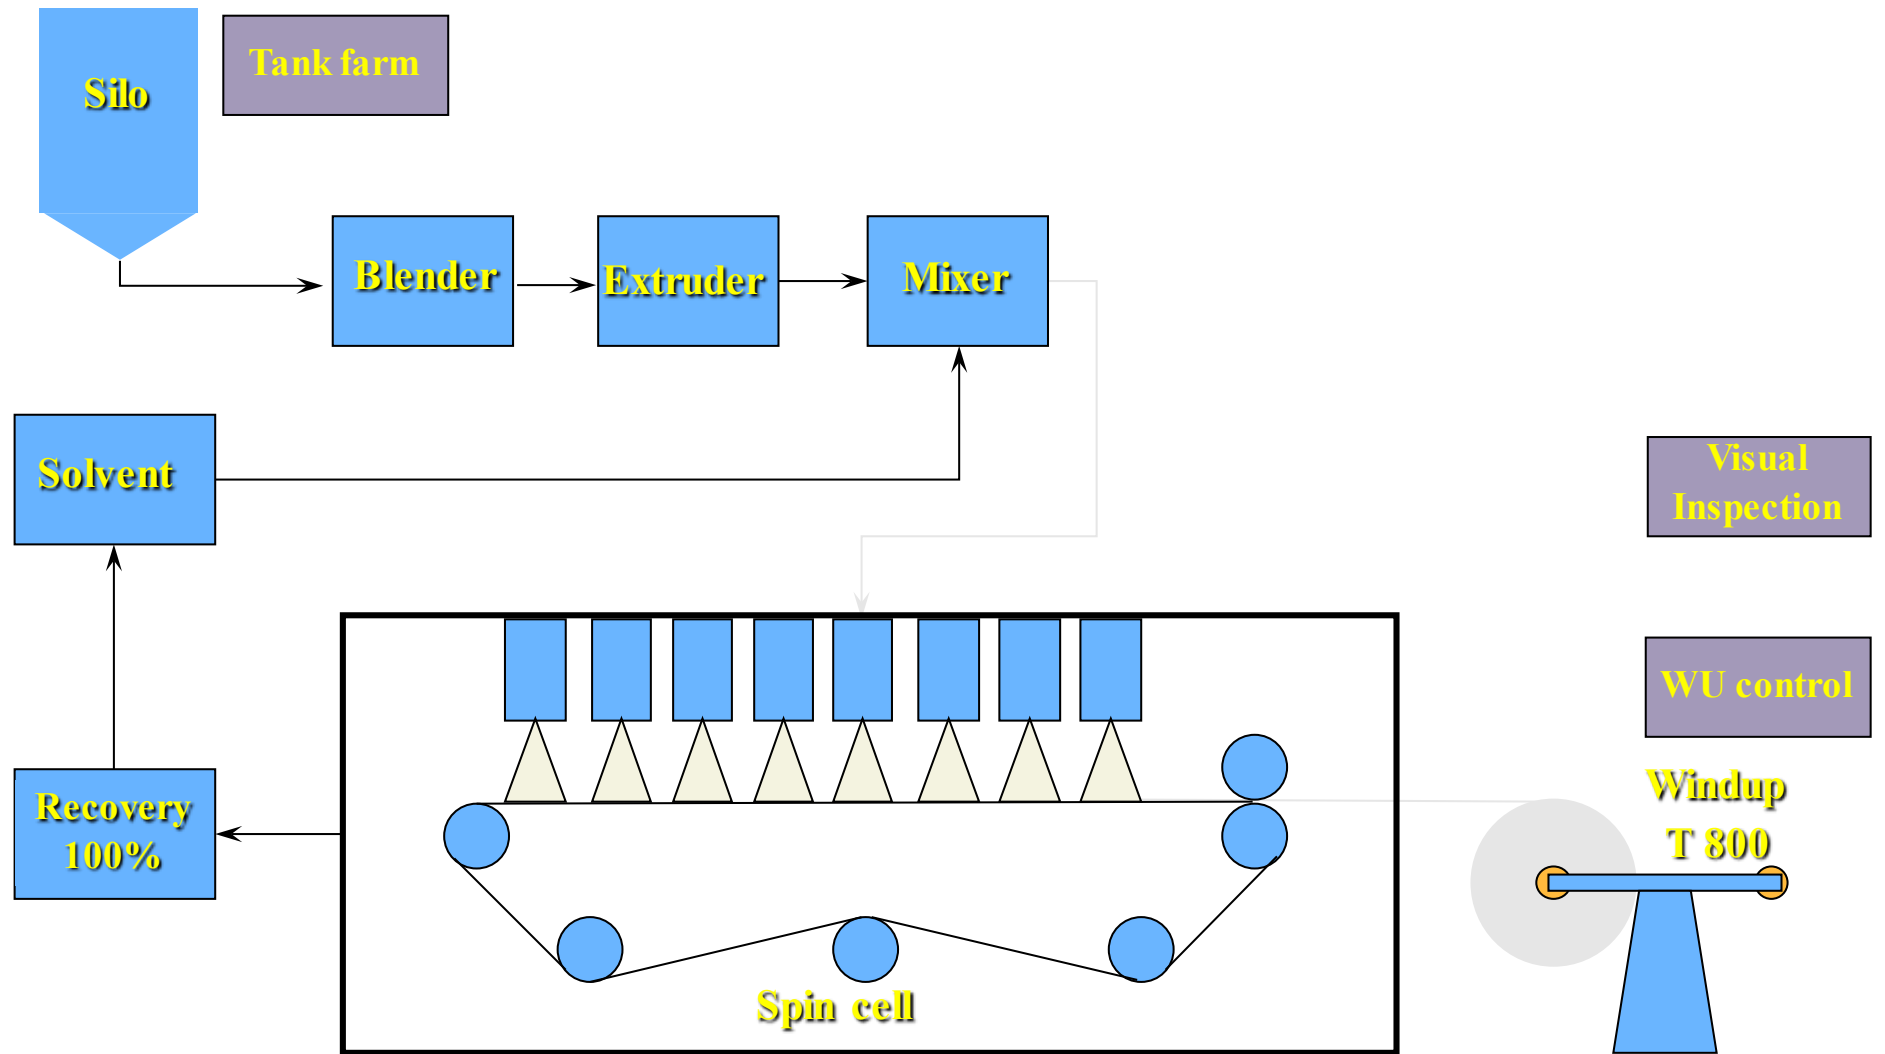 Silo
Tank farm
Blender
Extruder
Mixer
Solvent
Visual
Inspection
WU control
Recovery
100%
Windup
T 800
Spin cell